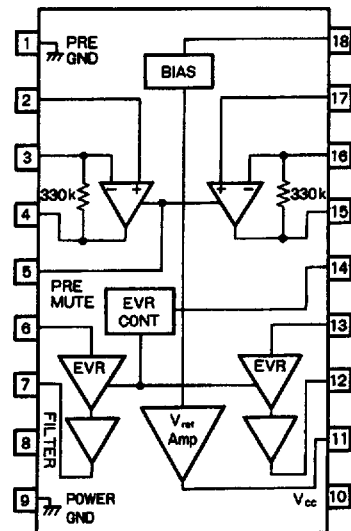 1
PRE
GND
18
BIAS
2
17
3
16
330k
- +
+ -
330k
4
15
5
14
PRE
MUTE
EVR
CONT
6
13
EVR
EVR
7
12
FILTER
Vref
Amp
8
11
9
POWER
GND
Vcc
10